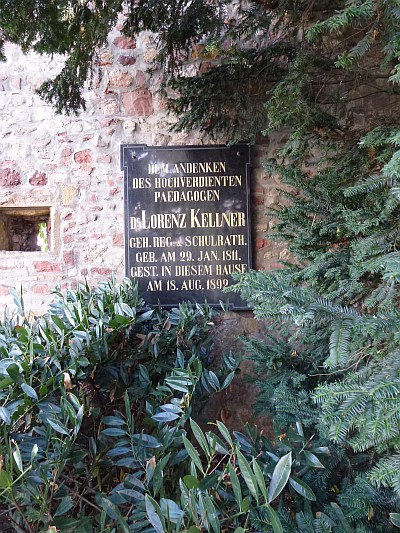 DEM ANDENKEN
DES HOCHVERDIENTEN
PAEDAGOGEN
DR LORENZ KELLNER
GEH. REG. & SCHULRATH.
GEB. AM 29. JAN. 1811.
GEST. IN DIESEM HAUSE
AM 18. AUG. 1892.